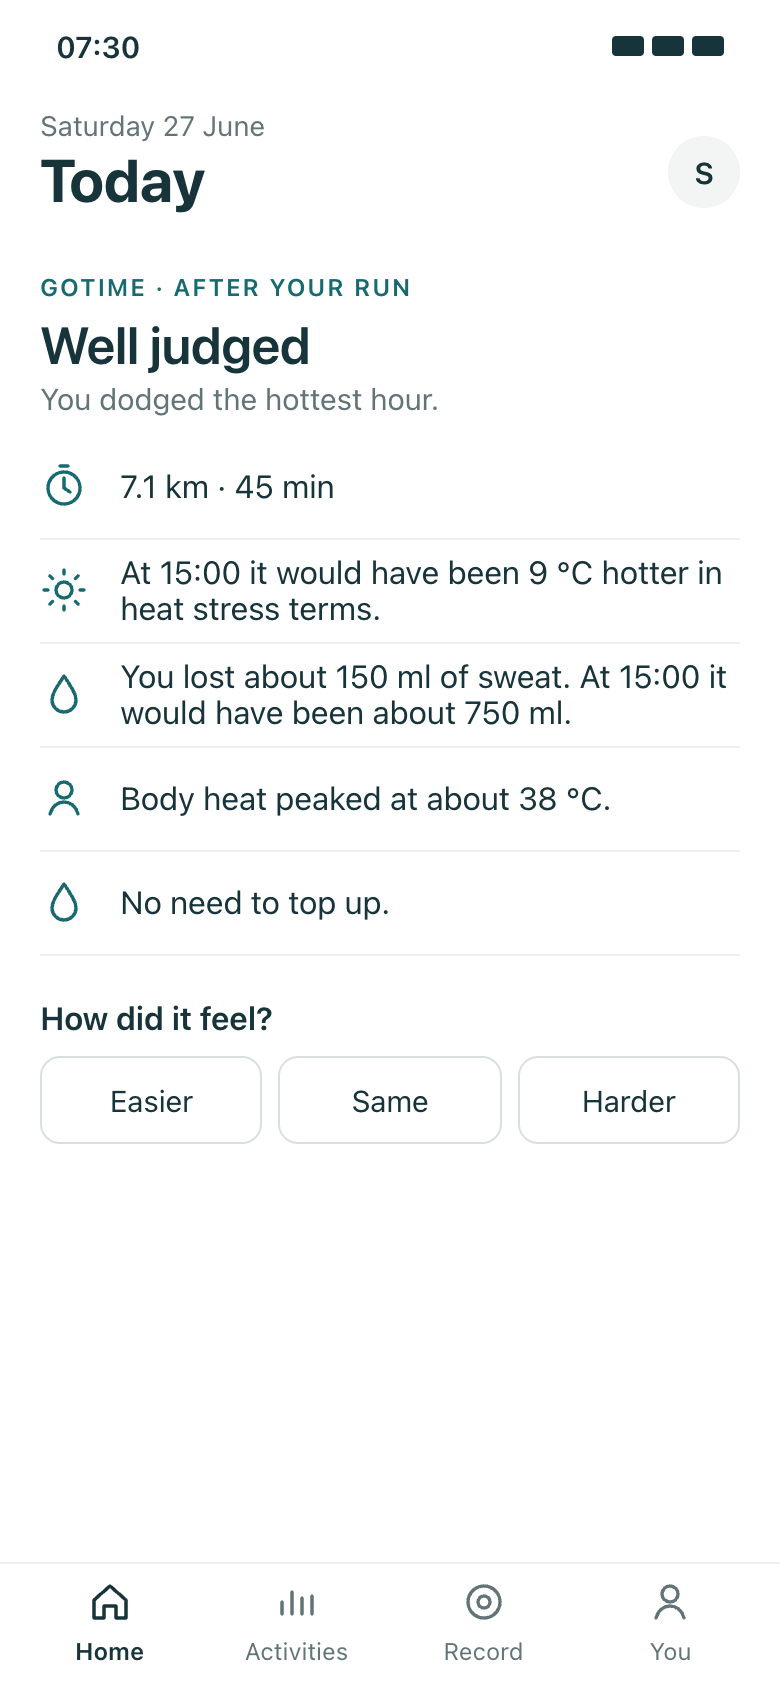 07:30
Saturday 27 June
Today
S
GOTIME · AFTER YOUR RUN
Well judged
You dodged the hottest hour.
7.1 km · 45 min
At 15:00 it would have been 9 °C hotter in
heat stress terms.
You lost about 150 ml of sweat. At 15:00 it
would have been about 750 ml.
Body heat peaked at about 38 °C.
No need to top up.
How did it feel?
Easier
Same
Harder
Home
Activities
Record
You